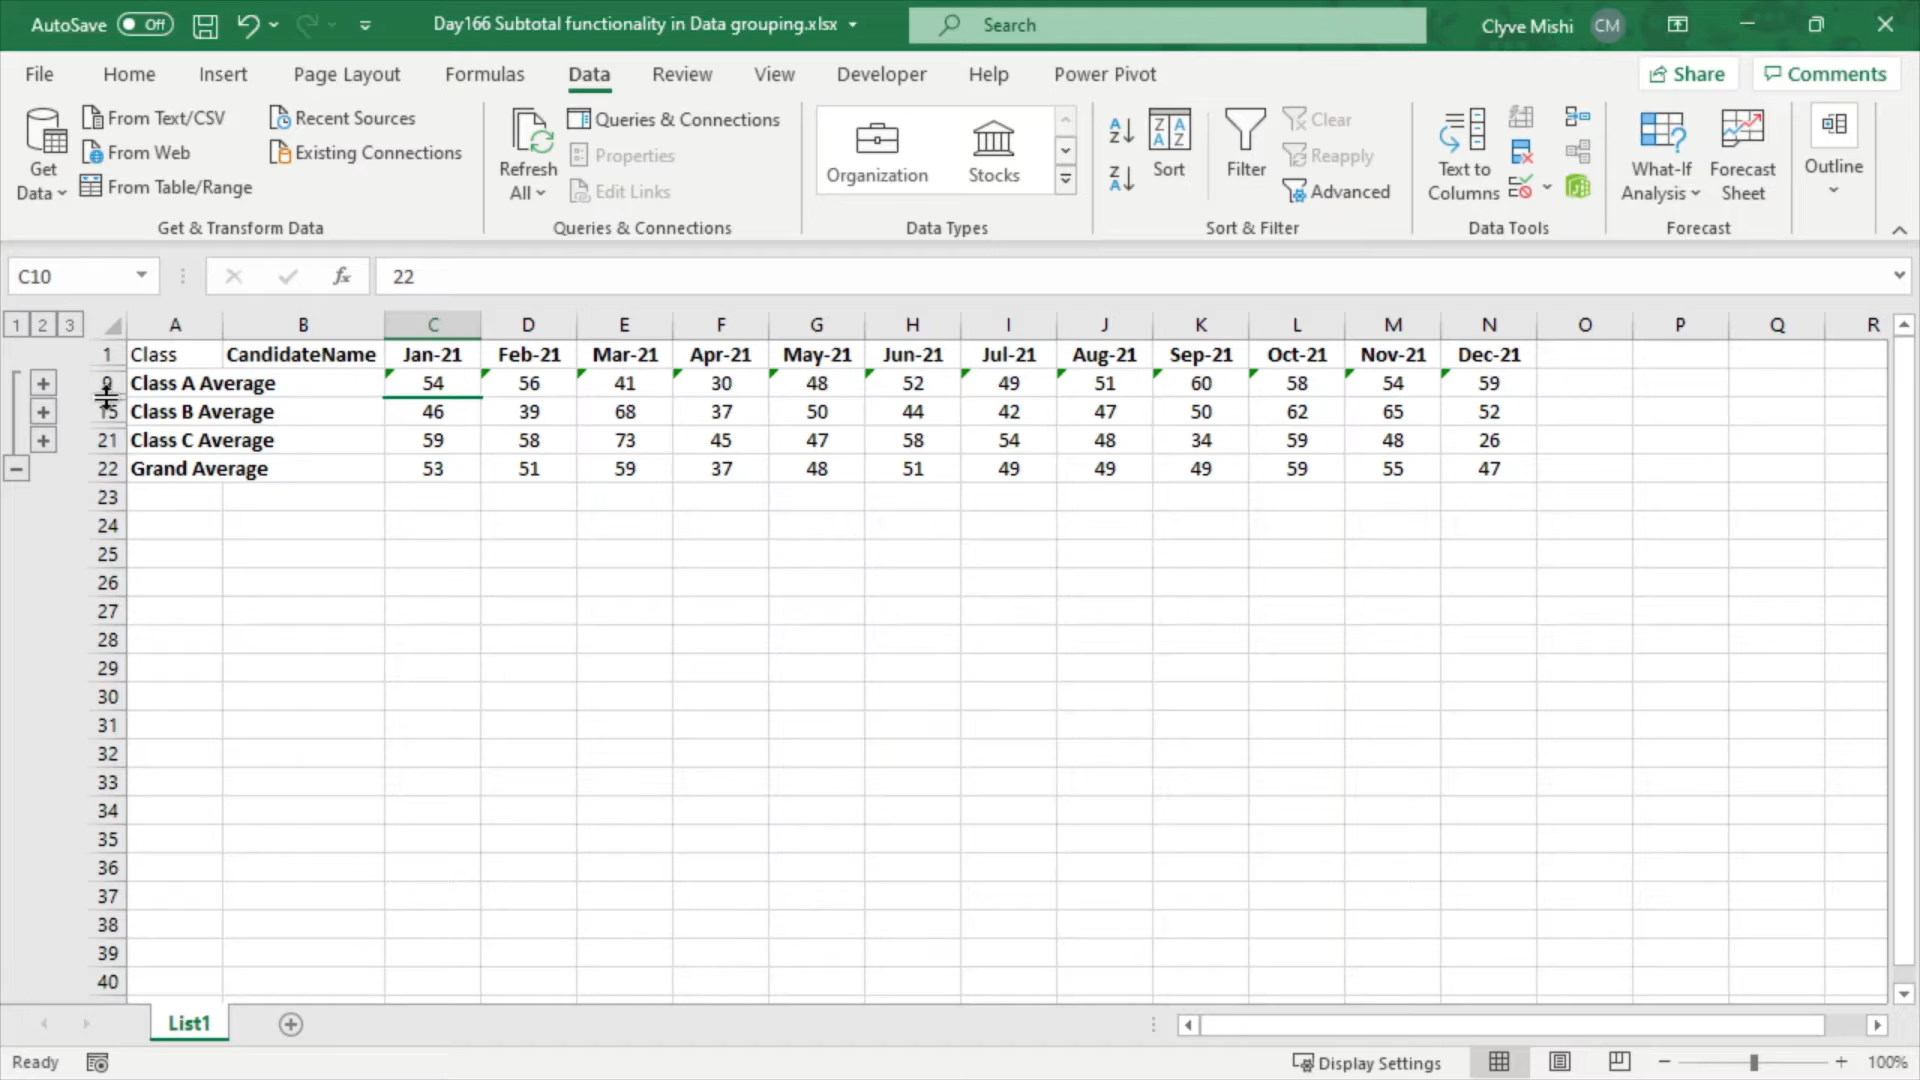 AutoSave Off Day166 Subtotal functionality in Data grouping.xlsx Search Clyve Mishi CM
File Home Insert Page Layout Formulas Data Review View Developer Help Power Pivot Share Comments
Get Data
From Text/CSV
From Web
From Table/Range
Recent Sources
Existing Connections
Get & Transform Data
Refresh All
Queries & Connections
Properties
Edit Links
Queries & Connections
Organization Stocks
Data Types
Sort
Filter
Clear
Reapply
Advanced
Sort & Filter
Text to Columns
Data Tools
What-If Analysis
Forecast Sheet
Forecast
Outline
C10 fx 22
1 2 3 A B C D E F G H I J K L M N O P Q R
1 Class CandidateName Jan-21 Feb-21 Mar-21 Apr-21 May-21 Jun-21 Jul-21 Aug-21 Sep-21 Oct-21 Nov-21 Dec-21
9 Class A Average 54 56 41 30 48 52 49 51 60 58 54 59
15 Class B Average 46 39 68 37 50 44 42 47 50 62 65 52
21 Class C Average 59 58 73 45 47 58 54 48 34 59 48 26
22 Grand Average 53 51 59 37 48 51 49 49 49 59 55 47
23
24
25
26
27
28
29
30
31
32
33
34
35
36
37
38
39
40
List1
Ready Display Settings 100%